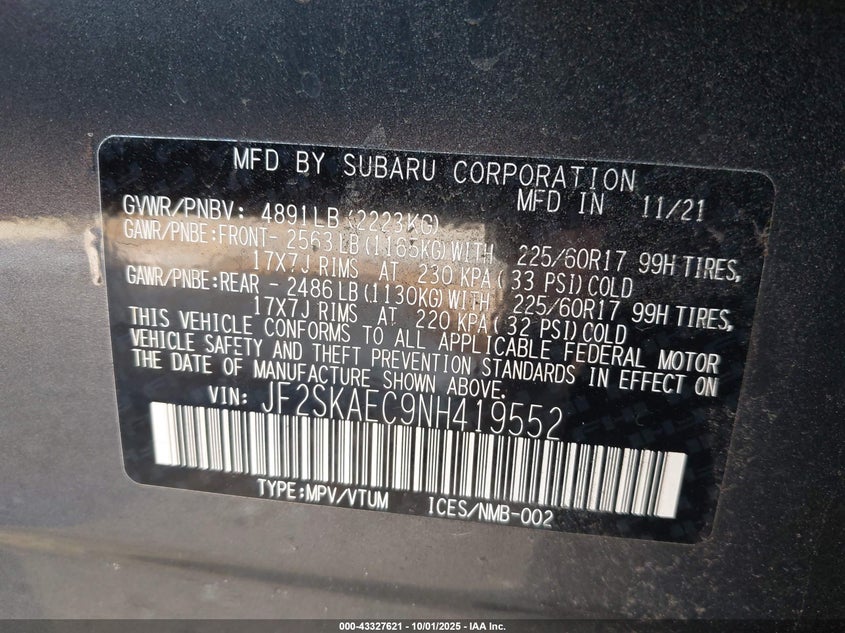 MFD BY SUBARU CORPORATION
MFD IN 11/21
GVWR/PNBV: 4891LB (2223KG)
GAWR/PNBE:FRONT- 2563LB(1165KG)WITH 225/60R17 99H TIRES,
17X7J RIMS AT 230 KPA( 33 PSI)COLD
GAWR/PNBE:REAR - 2486LB(1130KG)WITH 225/60R17 99H TIRES,
17X7J RIMS AT 220 KPA( 32 PSI)COLD
THIS VEHICLE CONFORMS TO ALL APPLICABLE FEDERAL MOTOR
VEHICLE SAFETY AND THEFT PREVENTION STANDARDS IN EFFECT ON
THE DATE OF MANUFACTURE SHOWN ABOVE.
VIN: JF2SKAEC9NH419552
TYPE:MPV/VTUM ICES/NMB-002
000-43327621 - 10/01/2025 - IAA Inc.